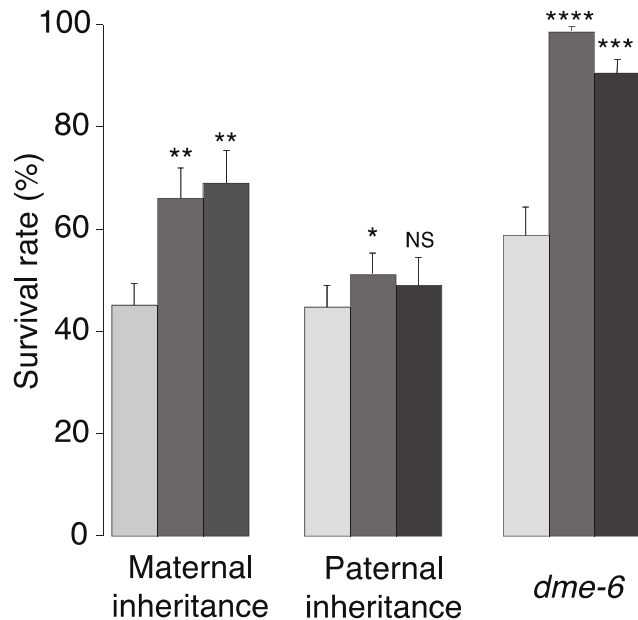 Survival rate (%)
100
80
60
40
20
0
**
**
*
NS
****
***
Maternal
inheritance
Paternal
inheritance
dme-6